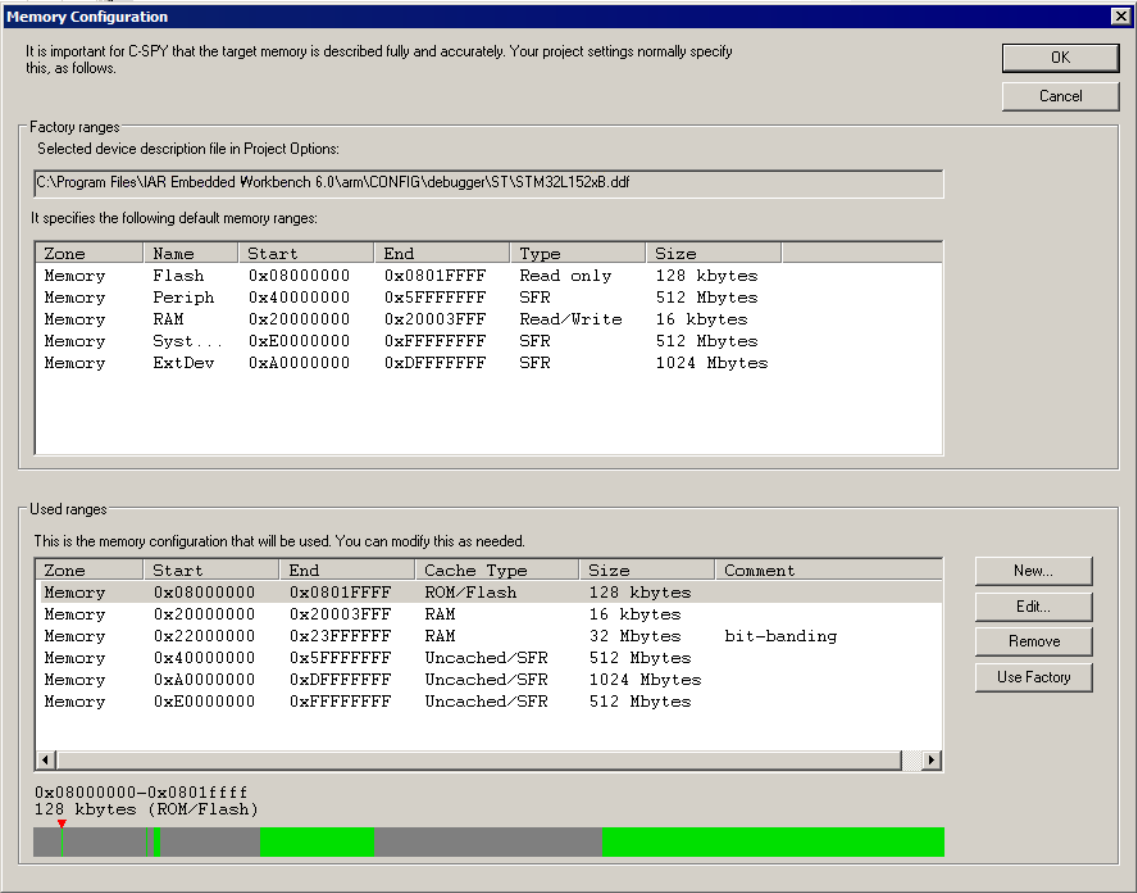 Memory Configuration
It is important for C-SPY that the target memory is described fully and accurately. Your project settings normally specify
this, as follows.
OK
Cancel
Factory ranges
Selected device description file in Project Options:
C:\Program Files\IAR Embedded Workbench 6.0\arm\CONFIG\debugger\ST\STM32L152xB.ddf
It specifies the following default memory ranges:
Zone Name Start End Type Size
Memory Flash 0x08000000 0x0801FFFF Read only 128 kbytes
Memory Periph 0x40000000 0x5FFFFFFF SFR 512 Mbytes
Memory RAM 0x20000000 0x20003FFF Read/Write 16 kbytes
Memory Syst... 0xE0000000 0xFFFFFFFF SFR 512 Mbytes
Memory ExtDev 0xA0000000 0xDFFFFFFF SFR 1024 Mbytes
Used ranges
This is the memory configuration that will be used. You can modify this as needed.
Zone Start End Cache Type Size Comment
Memory 0x08000000 0x0801FFFF ROM/Flash 128 kbytes
Memory 0x20000000 0x20003FFF RAM 16 kbytes
Memory 0x22000000 0x23FFFFFF RAM 32 Mbytes bit-banding
Memory 0x40000000 0x5FFFFFFF Uncached/SFR 512 Mbytes
Memory 0xA0000000 0xDFFFFFFF Uncached/SFR 1024 Mbytes
Memory 0xE0000000 0xFFFFFFFF Uncached/SFR 512 Mbytes
New...
Edit...
Remove
Use Factory
0x08000000-0x0801ffff
128 kbytes (ROM/Flash)